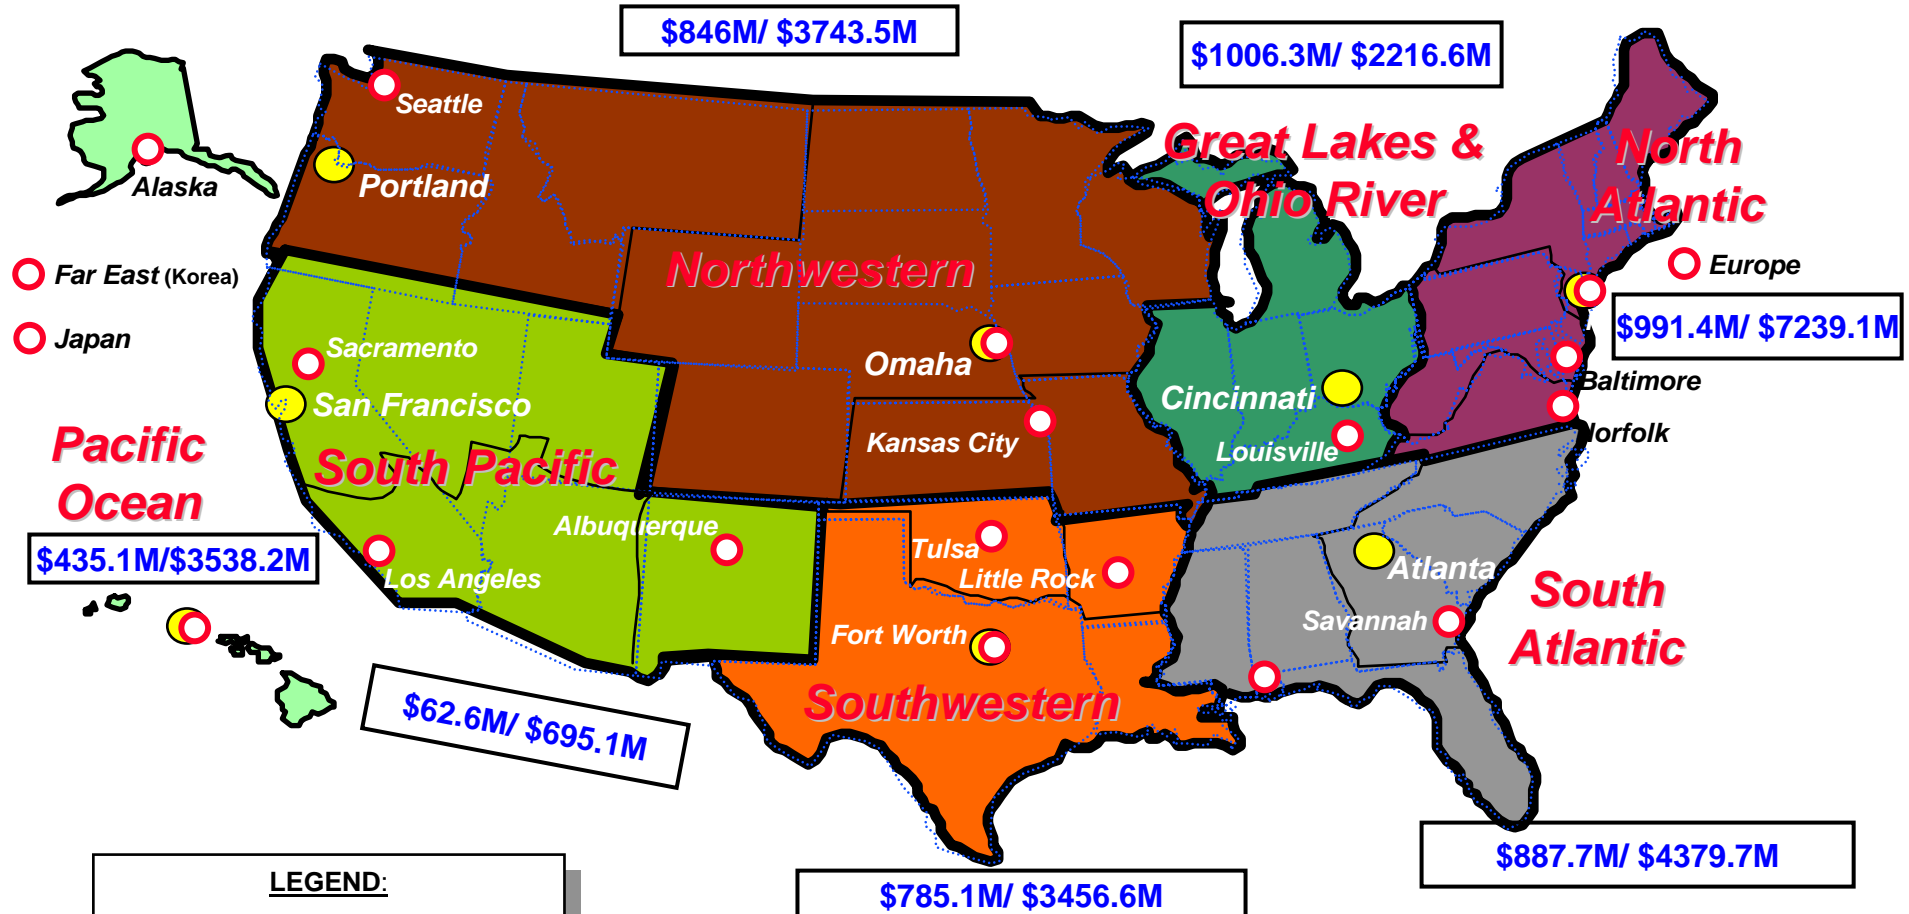 $846M/ $3743.5M
$1006.3M/ $2216.6M
Seattle
Portland
Alaska
Great Lakes &
Ohio River
North
Atlantic
Far East (Korea)
Japan
Northwestern
Europe
$991.4M/ $7239.1M
Sacramento
San Francisco
Omaha
Cincinnati
Baltimore
Kansas City
Louisville
Norfolk
Pacific
Ocean
South Pacific
$435.1M/$3538.2M
Albuquerque
Los Angeles
Tulsa
Little Rock
Atlanta
South
Atlantic
Savannah
Fort Worth
Southwestern
$62.6M/ $695.1M
$887.7M/ $4379.7M
LEGEND:
$785.1M/ $3456.6M